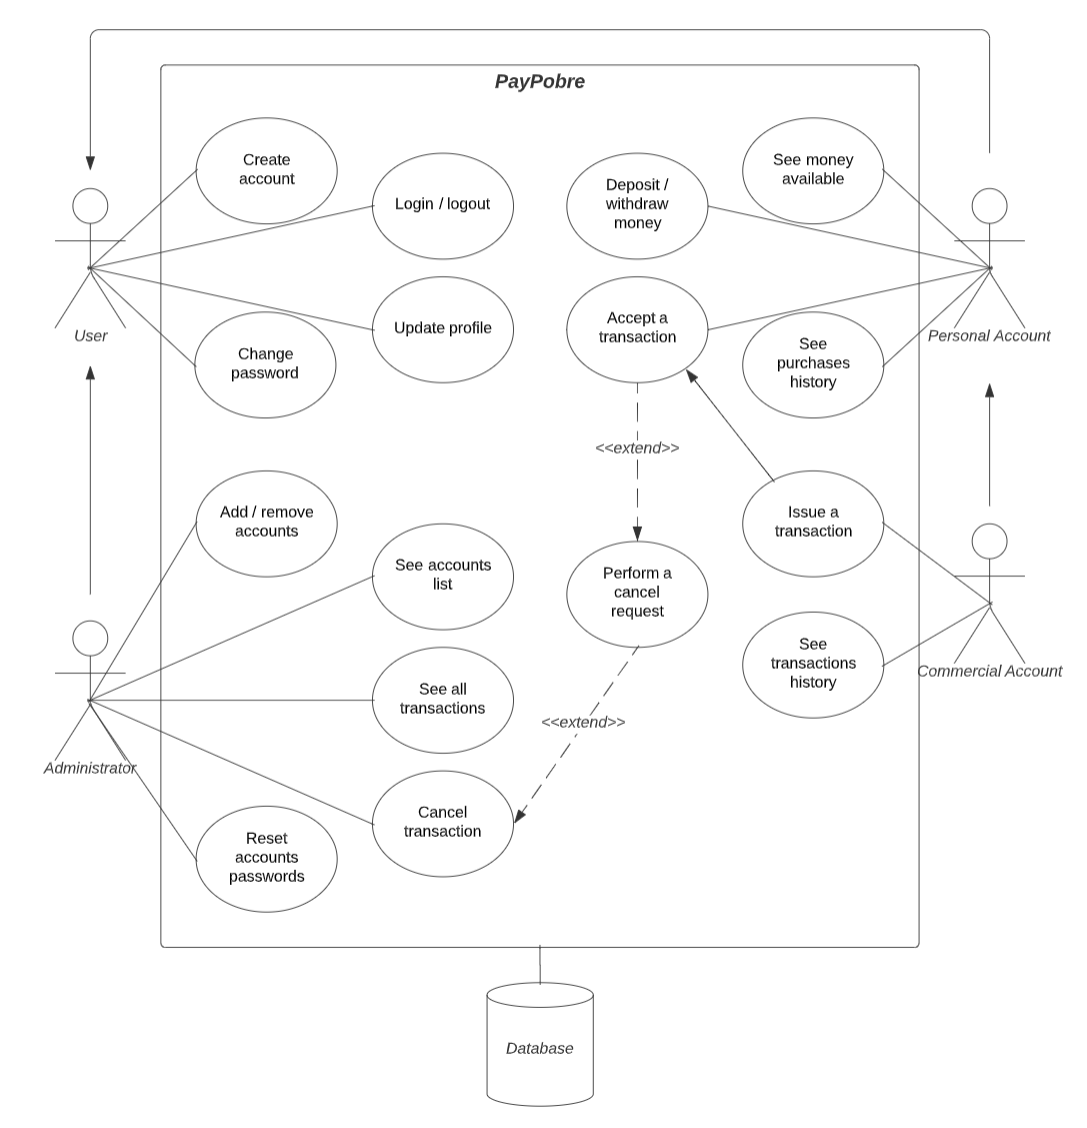 PayPobre
Create
account
Login / logout
Deposit /
withdraw
money
See money
available
User
Update profile
Change
password
Accept a
transaction
See
purchases
history
Personal Account
<<extend>>
Add / remove
accounts
See accounts
list
Perform a
cancel
request
Issue a
transaction
See
transactions
history
Commercial Account
See all
transactions
<<extend>>
Administrator
Cancel
transaction
Reset
accounts
passwords
Database